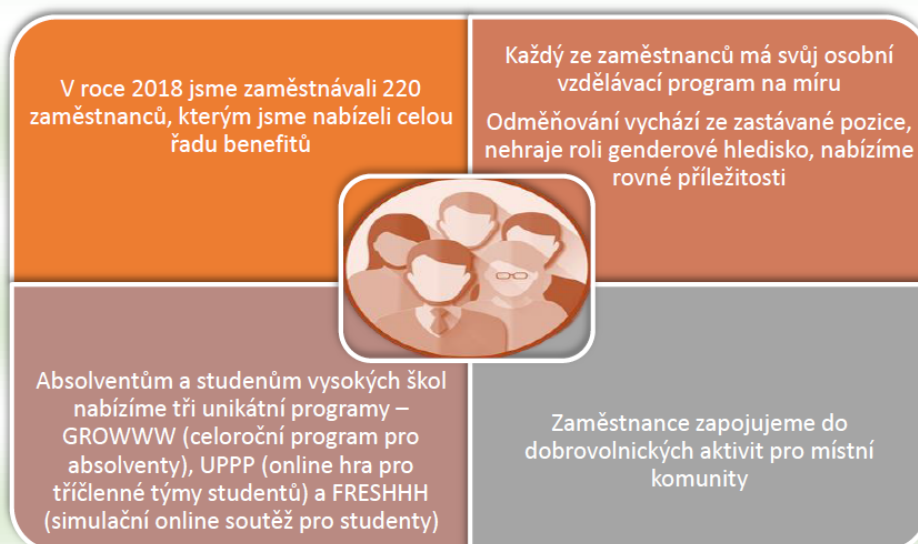 V roce 2018 jsme zaměstnávali 220
zaměstnanců, kterým jsme nabízeli celou
řadu benefitů
Každý ze zaměstnanců má svůj osobní
vzdělávací program na míru
Odměňování vychází ze zastávané pozice,
nehraje roli genderové hledisko, nabízíme
rovné příležitosti
Absolventům a studenům vysokých škol
nabízíme tři unikátní programy –
GROWWW (celoroční program pro
absolventy), UPPP (online hra pro
tříčlenné týmy studentů) a FRESHHH
(simulační online soutěž pro studenty)
Zaměstnance zapojujeme do
dobrovolnických aktivit pro místní
komunity